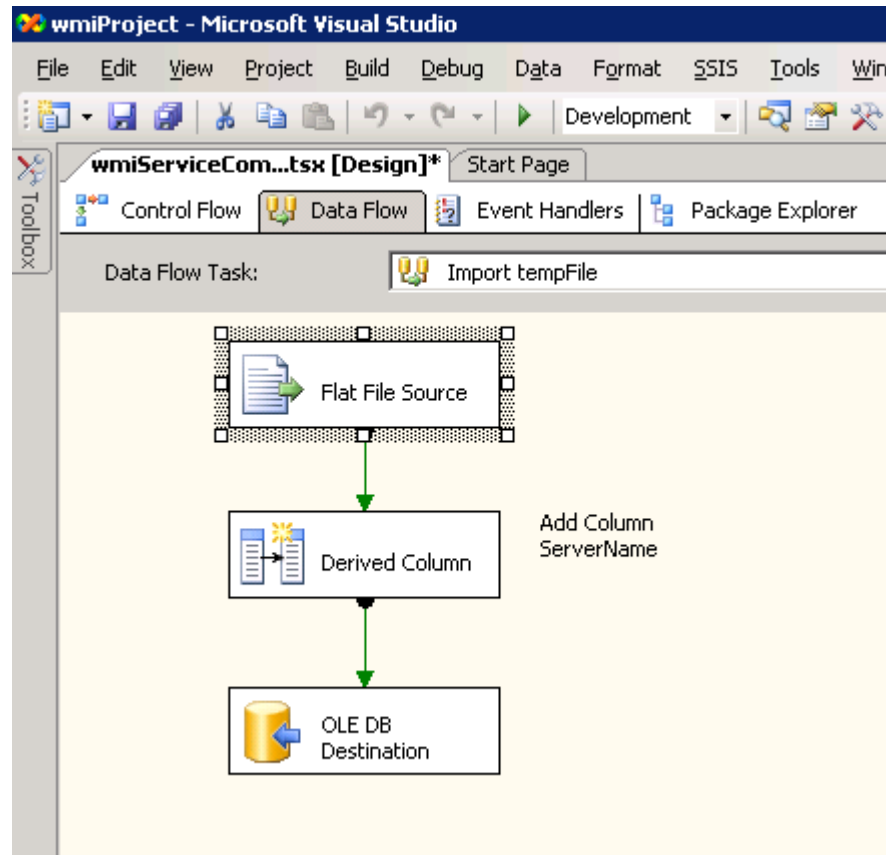 wmiProject - Microsoft Visual Studio
File Edit View Project Build Debug Data Format SSIS Tools Win
Development
wmiServiceCom...tsx [Design]* Start Page
Toolbox
Control Flow Data Flow Event Handlers Package Explorer
Data Flow Task: Import tempFile
Flat File Source
Derived Column
Add Column
ServerName
OLE DB
Destination